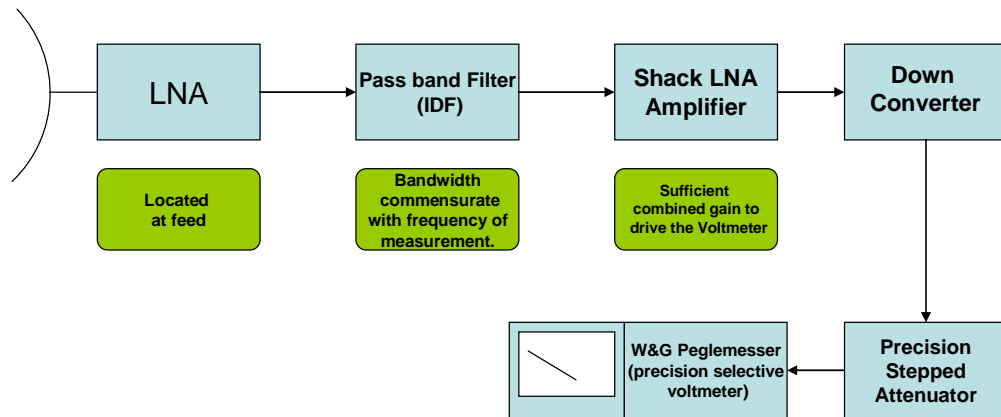 LNA
Pass band Filter
(IDF)
Shack LNA
Amplifier
Down
Converter
Located
at feed
Bandwidth
commensurate
with frequency of
measurement.
Sufficient
combined gain to
drive the Voltmeter
W&G Peglemesser
(precision selective
voltmeter)
Precision
Stepped
Attenuator